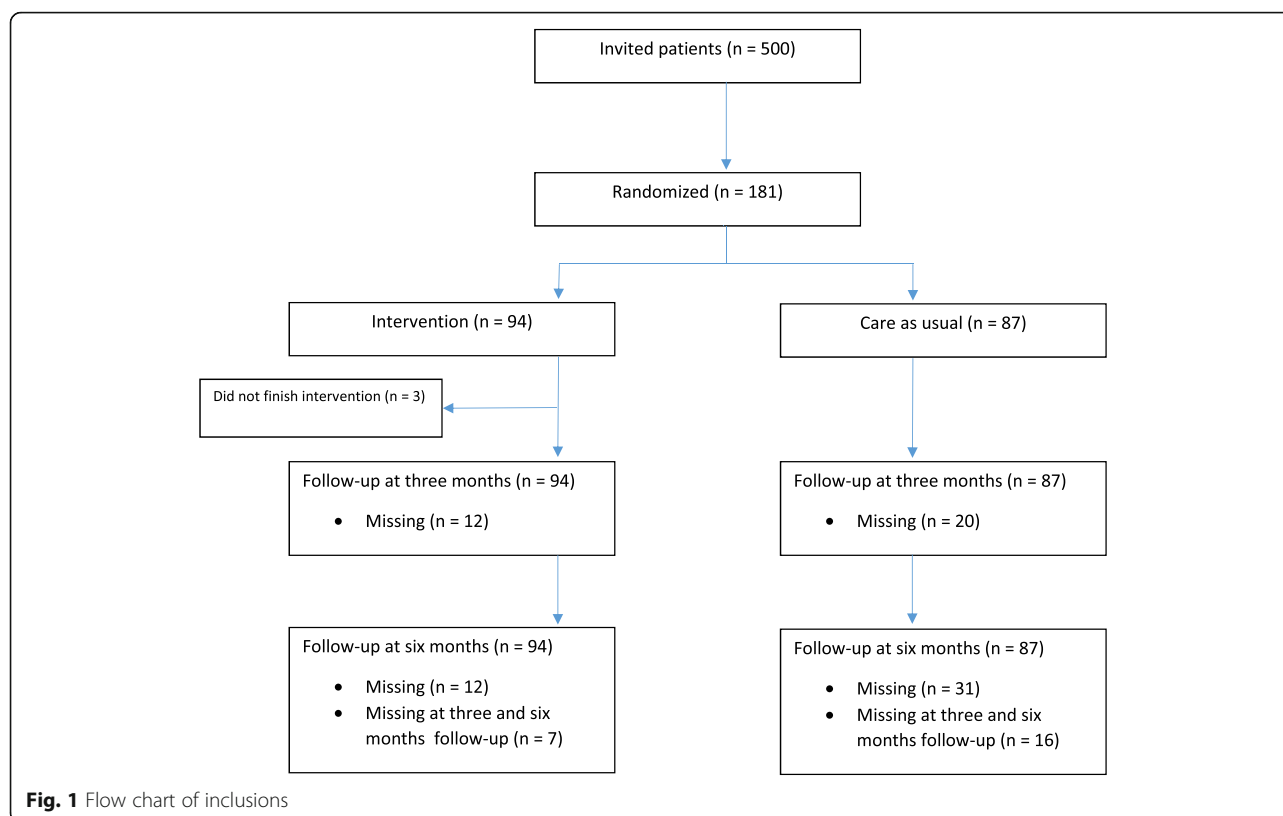 Invited patients (n = 500)
Randomized (n = 181)
Intervention (n = 94)
Care as usual (n = 87)
Did not finish intervention (n = 3)
Follow-up at three months (n = 94)
• Missing (n = 12)
Follow-up at three months (n = 87)
• Missing (n = 20)
Follow-up at six months (n = 94)
• Missing (n = 12)
• Missing at three and six
months follow-up (n = 7)
Follow-up at six months (n = 87)
• Missing (n = 31)
• Missing at three and six
months follow-up (n = 16)
Fig. 1 Flow chart of inclusions